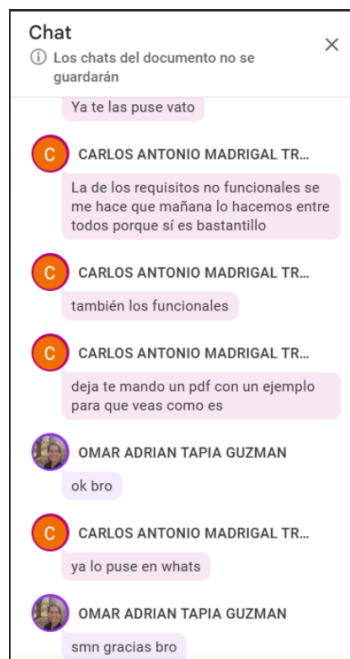 Chat
Los chats del documento no se
guardarán
Ya te las puse vato
C CARLOS ANTONIO MADRIGAL TR...
La de los requisitos no funcionales se
me hace que mañana lo hacemos entre
todos porque sí es bastantillo
C CARLOS ANTONIO MADRIGAL TR...
también los funcionales
C CARLOS ANTONIO MADRIGAL TR...
deja te mando un pdf con un ejemplo
para que veas como es
OMAR ADRIAN TAPIA GUZMAN
ok bro
C CARLOS ANTONIO MADRIGAL TR...
ya lo puse en whats
OMAR ADRIAN TAPIA GUZMAN
smn gracias bro